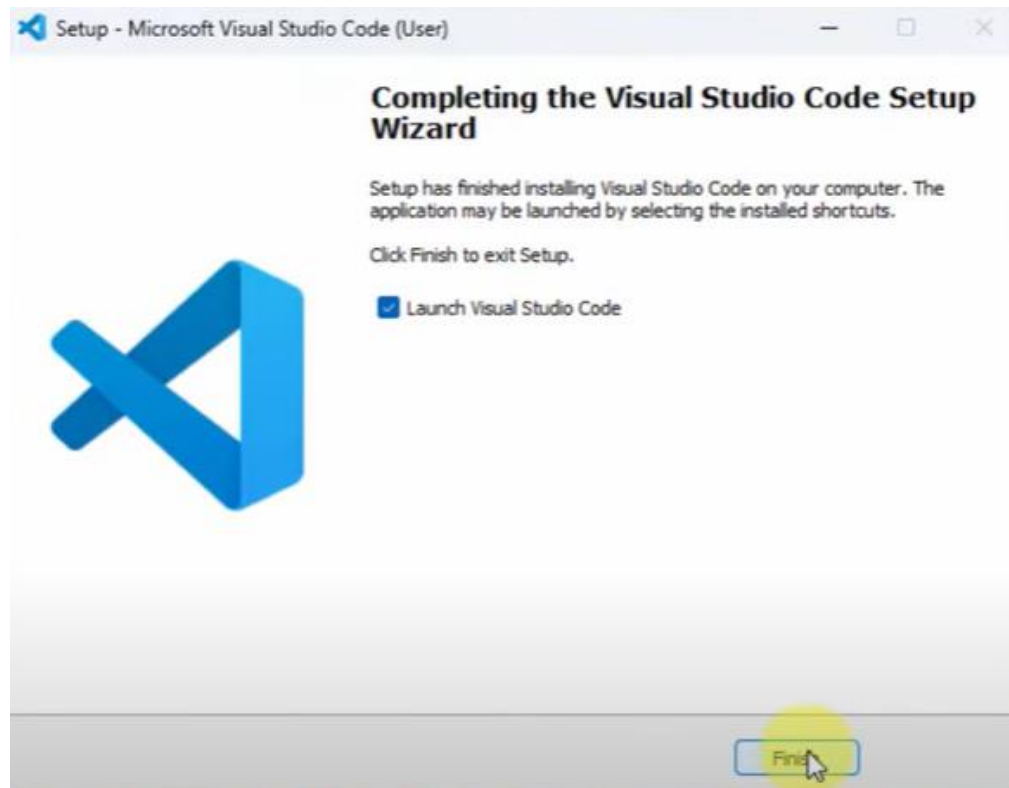 Setup - Microsoft Visual Studio Code (User)
Completing the Visual Studio Code Setup
Wizard
Setup has finished installing Visual Studio Code on your computer. The
application may be launched by selecting the installed shortcuts.
Click Finish to exit Setup.
Launch Visual Studio Code
Finish